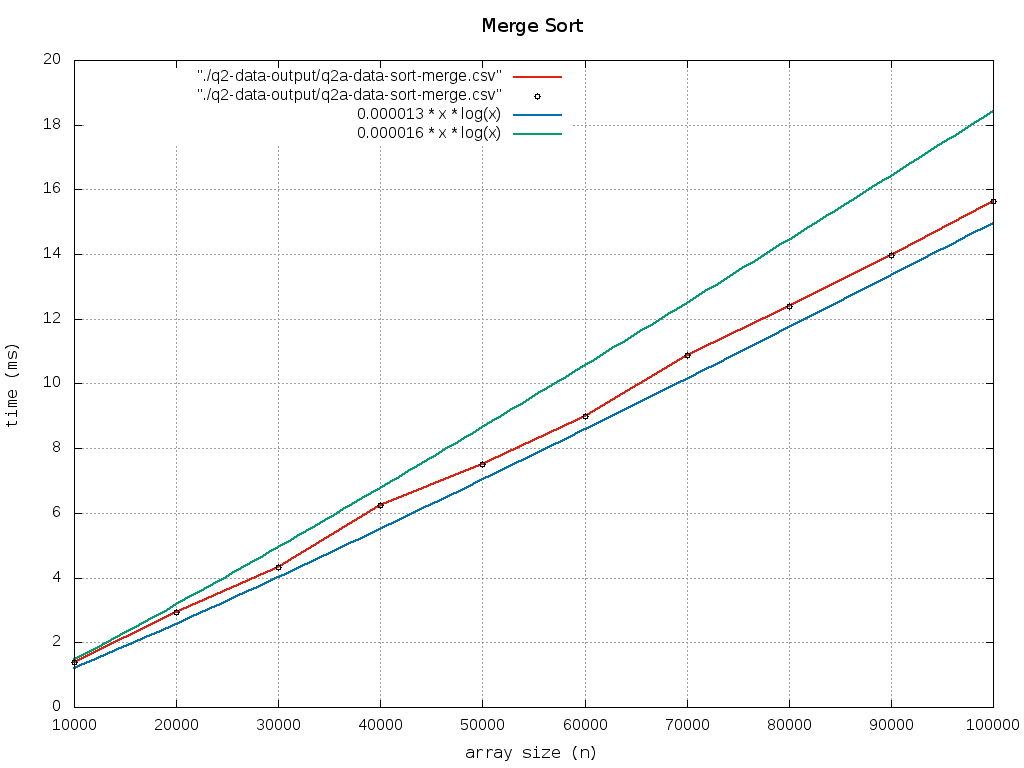 Merge Sort
"./q2-data-output/q2a-data-sort-merge.csv"
"./q2-data-output/q2a-data-sort-merge.csv"
0.000013 * x * log(x)
0.000016 * x * log(x)
20
18
16
14
12
10
8
6
4
2
0
time (ms)
10000 20000 30000 40000 50000 60000 70000 80000 90000 100000
array size (n)